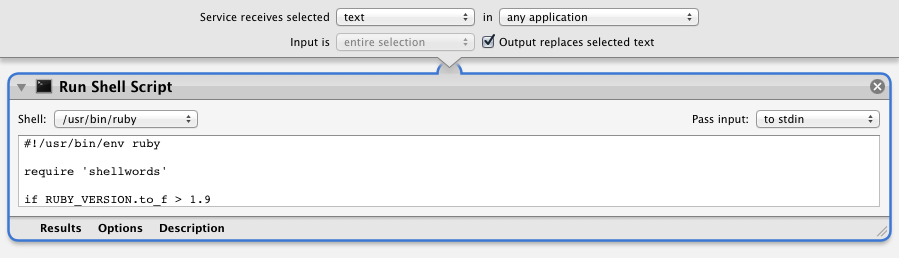 Service receives selected text in any application
Input is entire selection Output replaces selected text
Run Shell Script
Shell: /usr/bin/ruby Pass input: to stdin
#!/usr/bin/env ruby
require 'shellwords'
if RUBY_VERSION.to_f > 1.9
Results Options Description